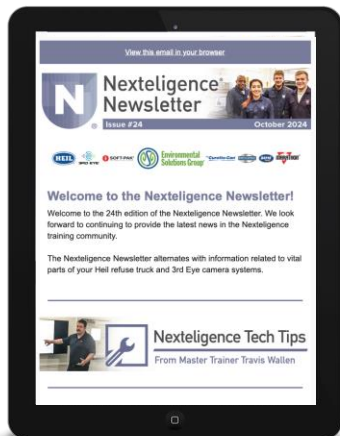 View this email in your browser
N
Nexteligence
Newsletter
Issue #24
October 2024
HEIL
3RD EYE
SOFT-PAK
Environmental
Solutions Group
Curotto-Can
Welcome to the Nexteligence Newsletter!
Welcome to the 24th edition of the Nexteligence Newsletter. We look
forward to continuing to provide the latest news in the Nexteligence
training community.
The Nexteligence Newsletter alternates with information related to vital
parts of your Heil refuse truck and 3rd Eye camera systems.
Nexteligence Tech Tips
From Master Trainer Travis Wallen